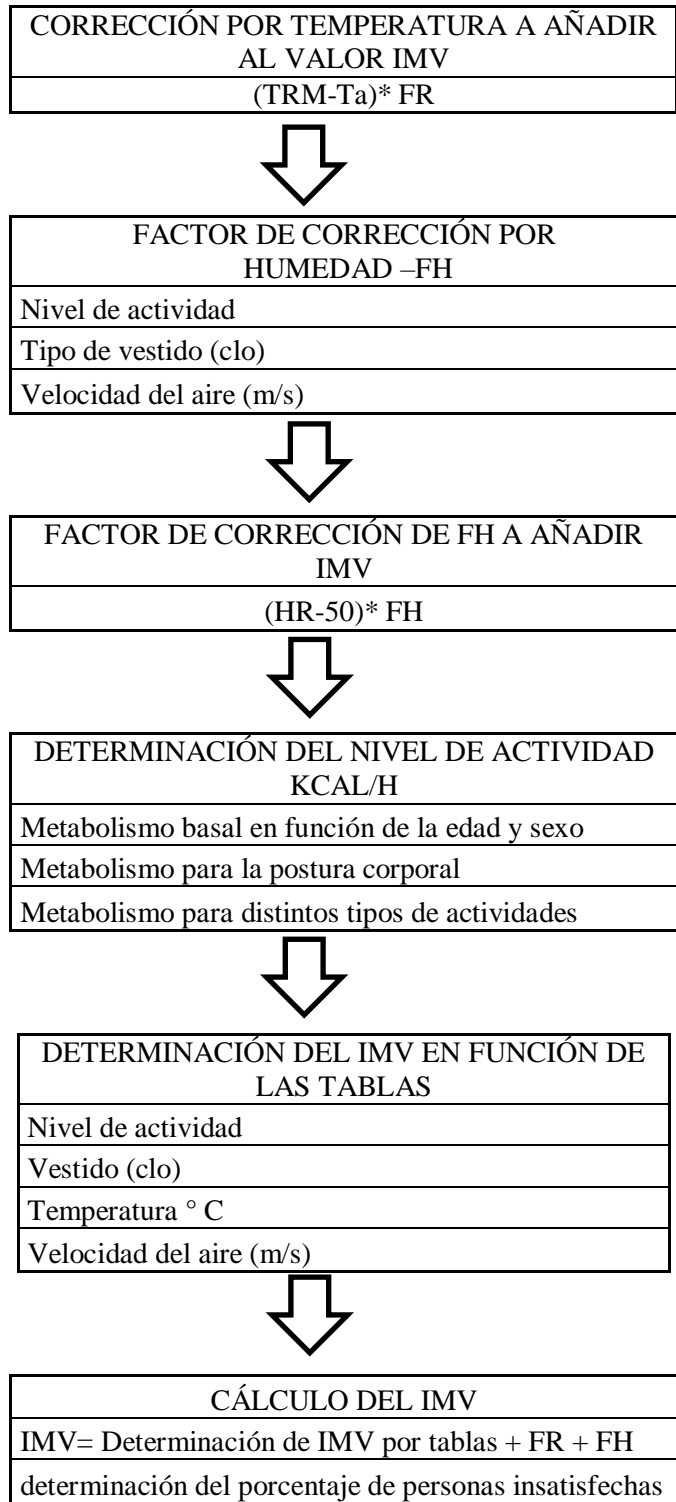 CORRECCIÓN POR TEMPERATURA A AÑADIR
AL VALOR IMV
(TRM-Ta)* FR
FACTOR DE CORRECCIÓN POR
HUMEDAD –FH
Nivel de actividad
Tipo de vestido (clo)
Velocidad del aire (m/s)
FACTOR DE CORRECCIÓN DE FH A AÑADIR
IMV
(HR-50)* FH
DETERMINACIÓN DEL NIVEL DE ACTIVIDAD
KCAL/H
Metabolismo basal en función de la edad y sexo
Metabolismo para la postura corporal
Metabolismo para distintos tipos de actividades
DETERMINACIÓN DEL IMV EN FUNCIÓN DE
LAS TABLAS
Nivel de actividad
Vestido (clo)
Temperatura ° C
Velocidad del aire (m/s)
CÁLCULO DEL IMV
IMV= Determinación de IMV por tablas + FR + FH
determinación del porcentaje de personas insatisfechas